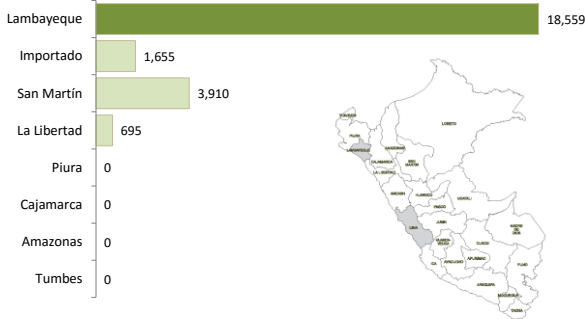 Lambayeque 18,559
Importado 1,655
San Martín 3,910
La Libertad 695
Piura 0
Cajamarca 0
Amazonas 0
Tumbes 0
LORETO
PIURA
LAMBAYEQUE
CAJAMARCA
SAN MARTIN
ANCASH
HUANUCO
PASCO
UCAYALI
LIMA
JUNIN
MADRE DE DIOS
CUSCO
ICA
AYACUCHO
APURIMAC
PUNO
AREQUIPA
MOQUEGUA
TACNA